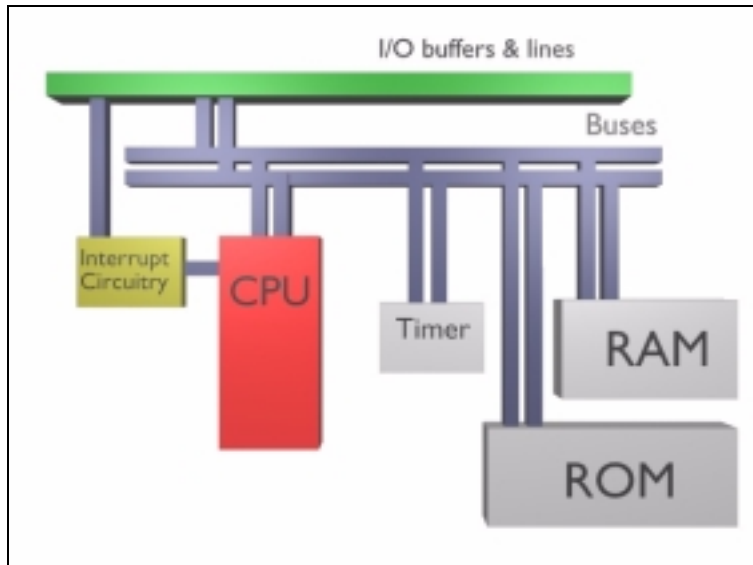 I/O buffers & lines
Buses
Interrupt
Circuitry
CPU
Timer
RAM
ROM